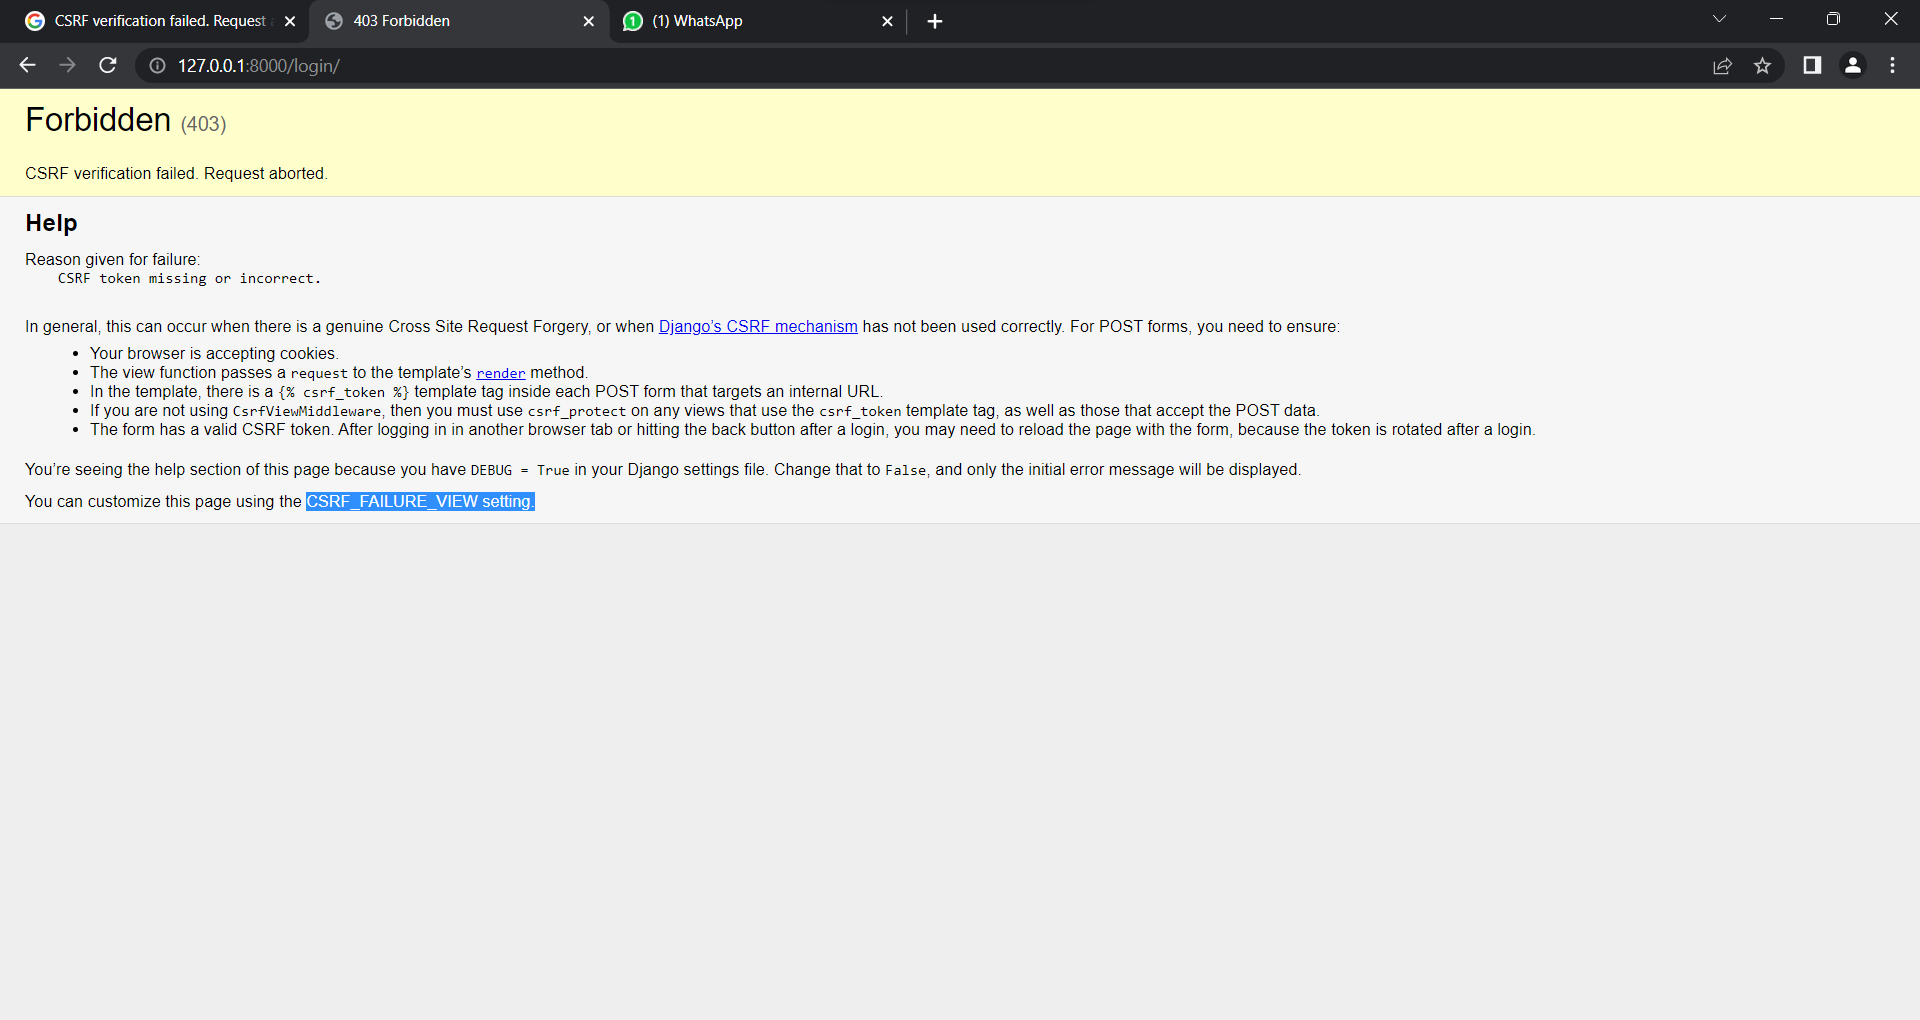 CSRF verification failed. Request
403 Forbidden
(1) WhatsApp
127.0.0.1:8000/login/
Forbidden (403)
CSRF verification failed. Request aborted.
Help
Reason given for failure:
CSRF token missing or incorrect.
In general, this can occur when there is a genuine Cross Site Request Forgery, or when Django's CSRF mechanism has not been used correctly. For POST forms, you need to ensure:
• Your browser is accepting cookies.
• The view function passes a request to the template's render method.
• In the template, there is a {% csrf_token %} template tag inside each POST form that targets an internal URL.
• If you are not using CsrfViewMiddleware, then you must use csrf_protect on any views that use the csrf_token template tag, as well as those that accept the POST data.
• The form has a valid CSRF token. After logging in in another browser tab or hitting the back button after a login, you may need to reload the page with the form, because the token is rotated after a login.
You're seeing the help section of this page because you have DEBUG = True in your Django settings file. Change that to False, and only the initial error message will be displayed.
You can customize this page using the CSRF_FAILURE_VIEW setting.